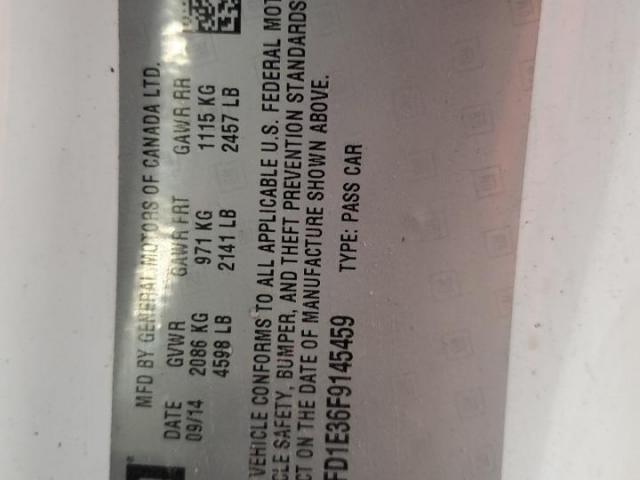 MFD BY GENERAL MOTORS OF CANADA LTD.
DATE GVWR GAWR FRT GAWR RR
09/14 2086 KG 971 KG 1115 KG
4598 LB 2141 LB 2457 LB
VEHICLE CONFORMS TO ALL APPLICABLE U.S. FEDERAL MOT
CLE SAFETY, BUMPER, AND THEFT PREVENTION STANDARDS
CT ON THE DATE OF MANUFACTURE SHOWN ABOVE.
FD1E36F9145459 TYPE: PASS CAR